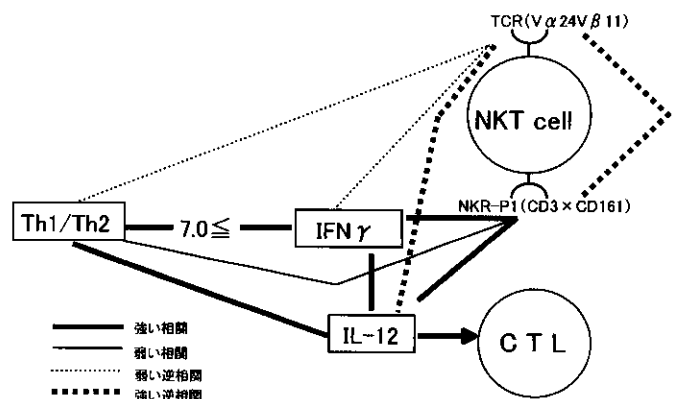 TCR(Vα24Vβ11)
NKT cell
NKR-P1(CD3×CD161)
Th1/Th2
7.0≦
IFNγ
IL-12
CTL
強い相関
弱い相関
弱い逆相関
強い逆相関